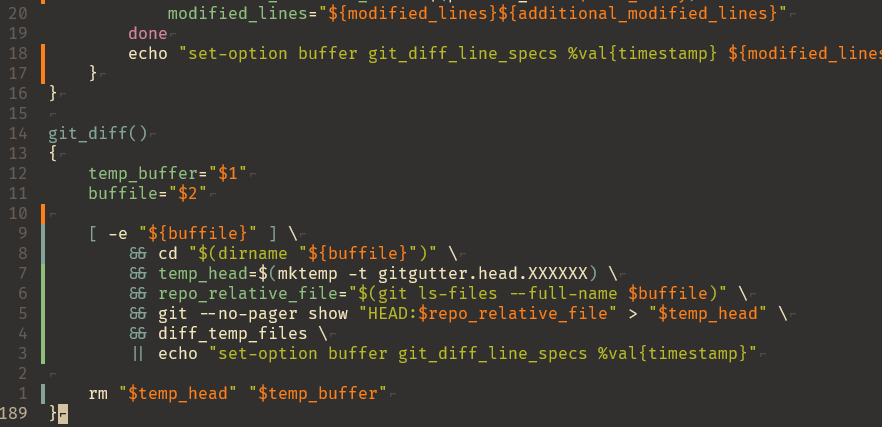 20 modified_lines="${modified_lines}${additional_modified_lines}"
19 done
18 echo "set-option buffer git_diff_line_specs %val{timestamp} ${modified_lines
17 }
16 }
15
14 git_diff()
13 {
12 temp_buffer="$1"
11 buffile="$2"
10
9 [ -e "${buffile}" ] \
8 && cd "$(dirname "${buffile}")" \
7 && temp_head=$(mktemp -t gitgutter.head.XXXXXX) \
6 && repo_relative_file="$(git ls-files --full-name $buffile)" \
5 && git --no-pager show "HEAD:$repo_relative_file" > "$temp_head" \
4 && diff_temp_files \
3 || echo "set-option buffer git_diff_line_specs %val{timestamp}"
2
1 rm "$temp_head" "$temp_buffer"
189 }